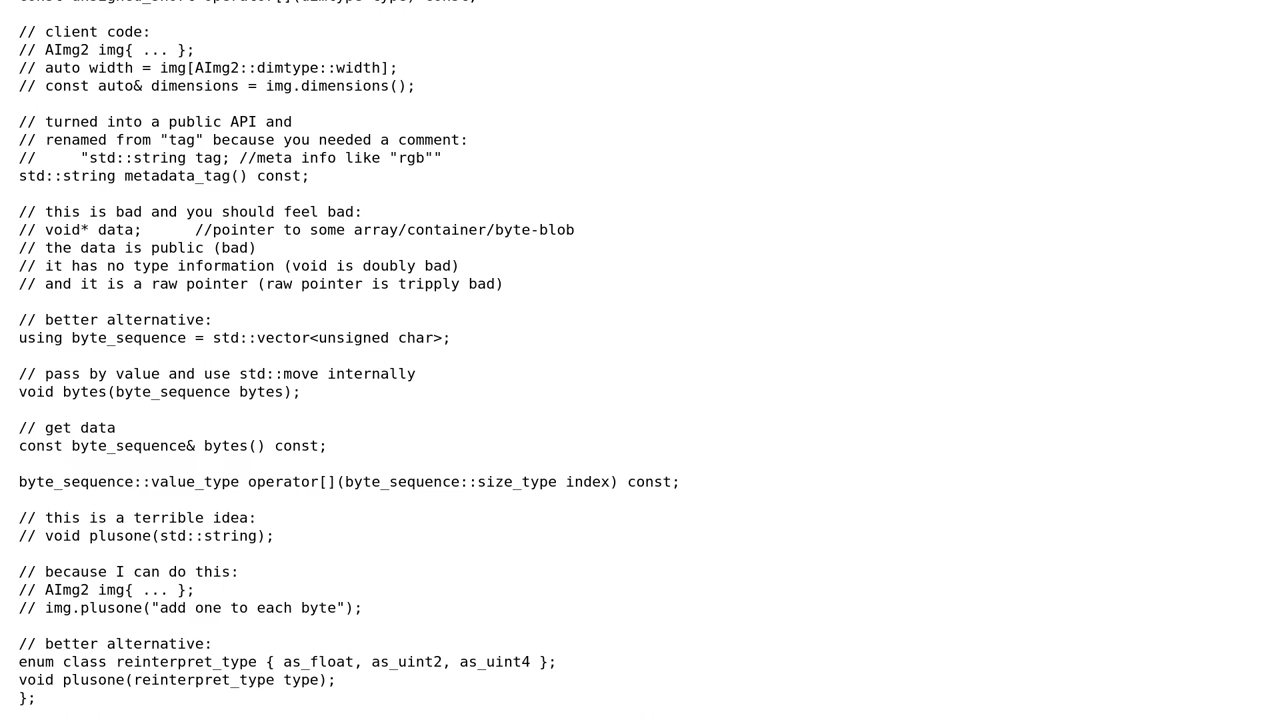 // client code:
// AImg2 img{ ... };
// auto width = img[AImg2::dimtype::width];
// const auto& dimensions = img.dimensions();
// turned into a public API and
// renamed from "tag" because you needed a comment:
//     "std::string tag; //meta info like "rgb""
std::string metadata_tag() const;
// this is bad and you should feel bad:
// void* data;      //pointer to some array/container/byte-blob
// the data is public (bad)
// it has no type information (void is doubly bad)
// and it is a raw pointer (raw pointer is tripply bad)
// better alternative:
using byte_sequence = std::vector<unsigned char>;
// pass by value and use std::move internally
void bytes(byte_sequence bytes);
// get data
const byte_sequence& bytes() const;
byte_sequence::value_type operator[](byte_sequence::size_type index) const;
// this is a terrible idea:
// void plusone(std::string);
// because I can do this:
// AImg2 img{ ... };
// img.plusone("add one to each byte");
// better alternative:
enum class reinterpret_type { as_float, as_uint2, as_uint4 };
void plusone(reinterpret_type type);
};